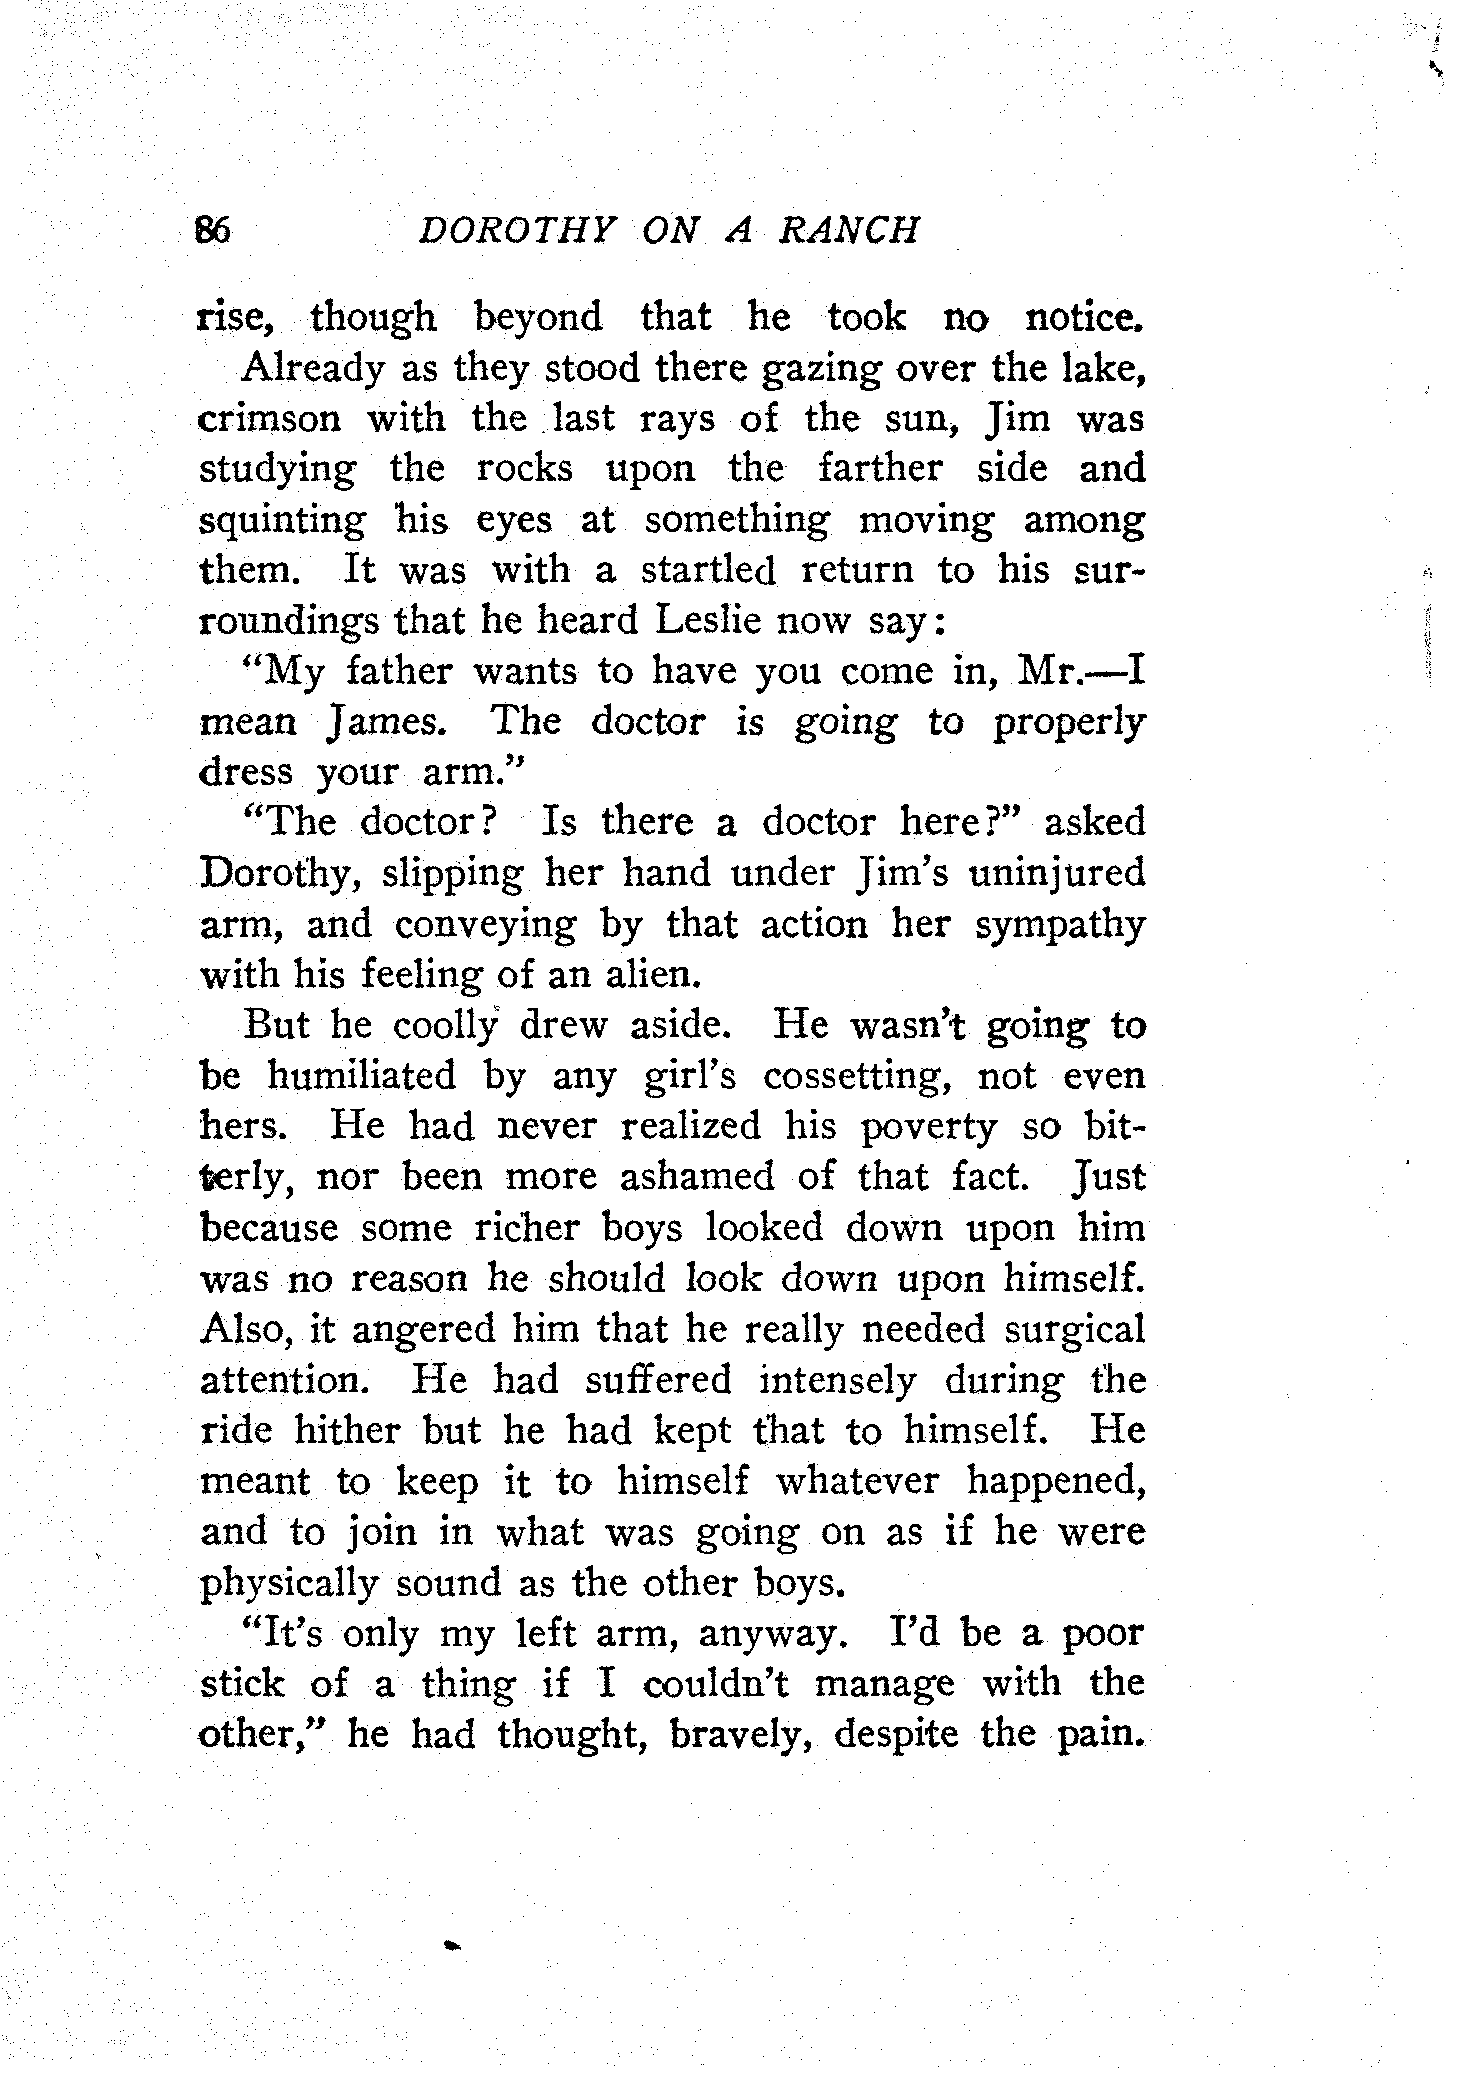 86 DOROTHY ON A RANCH
rise, though beyond that he took no notice.
Already as they stood there gazing over the lake,
crimson with the last rays of the sun, Jim was
studying the rocks upon the farther side and
squinting his eyes at something moving among
them. It was with a startled return to his sur-
roundings that he heard Leslie now say:
“My father wants to have you come in, Mr.—I
mean James. The doctor is going to properly
dress your arm.”
“The doctor? Is there a doctor here?” asked
Dorothy, slipping her hand under Jim’s uninjured
arm, and conveying by that action her sympathy
with his feeling of an alien.
But he coolly drew aside. He wasn’t going to
be humiliated by any girl’s cossetting, not even
hers. He had never realized his poverty so bit-
terly, nor been more ashamed of that fact. Just
because some richer boys looked down upon him
was no reason he should look down upon himself.
Also, it angered him that he really needed surgical
attention. He had suffered intensely during the
ride hither but he had kept that to himself. He
meant to keep it to himself whatever happened,
and to join in what was going on as if he were
physically sound as the other boys.
“It’s only my left arm, anyway. I’d be a poor
stick of a thing if I couldn’t manage with the
other,” he had thought, bravely, despite the pain.